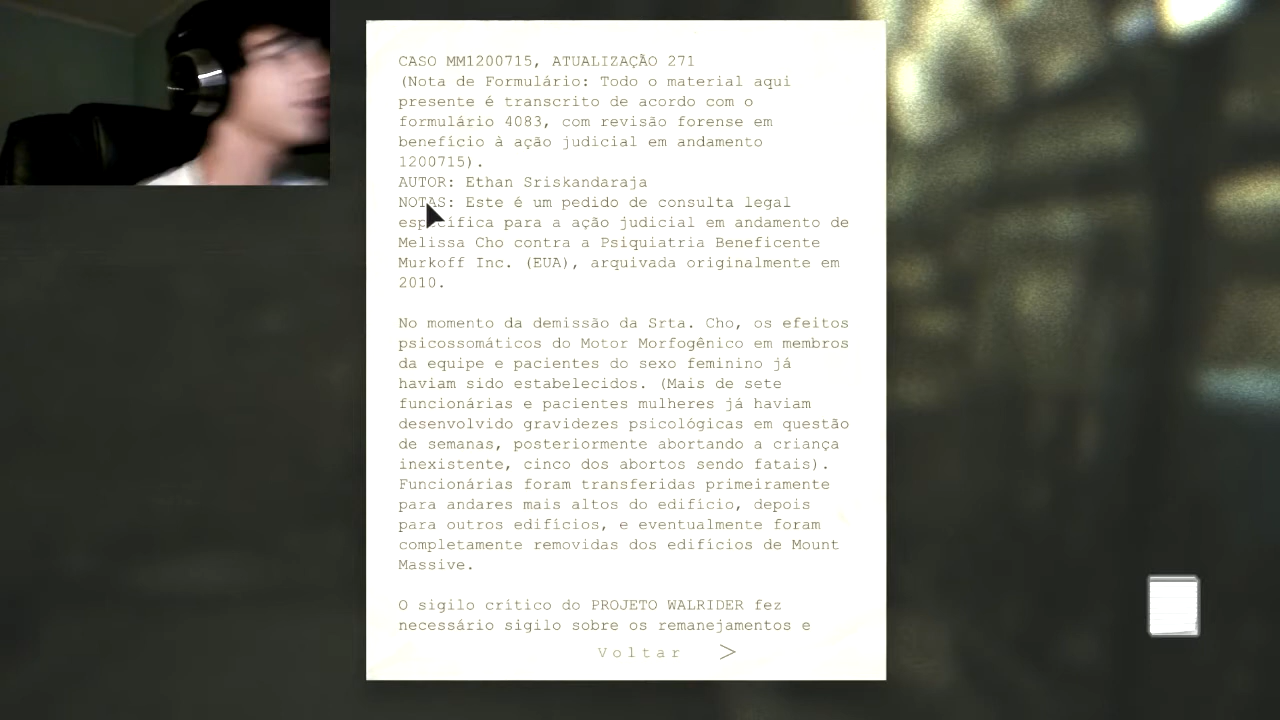 CASO MM1200715, ATUALIZAÇÃO 271
(Nota de Formulário: Todo o material aqui
presente é transcrito de acordo com o
formulário 4083, com revisão forense em
benefício à ação judicial em andamento
1200715).
AUTOR: Ethan Sriskandaraja
NOTAS: Este é um pedido de consulta legal
específica para a ação judicial em andamento de
Melissa Cho contra a Psiquiatria Beneficente
Murkoff Inc. (EUA), arquivada originalmente em
2010.
No momento da demissão da Srta. Cho, os efeitos
psicossomáticos do Motor Morfogênico em membros
da equipe e pacientes do sexo feminino já
haviam sido estabelecidos. (Mais de sete
funcionárias e pacientes mulheres já haviam
desenvolvido gravidezes psicológicas em questão
de semanas, posteriormente abortando a criança
inexistente, cinco dos abortos sendo fatais).
Funcionárias foram transferidas primeiramente
para andares mais altos do edifício, depois
para outros edifícios, e eventualmente foram
completamente removidas dos edifícios de Mount
Massive.
O sigilo crítico do PROJETO WALRIDER fez
necessário sigilo sobre os remanejamentos e
Voltar >